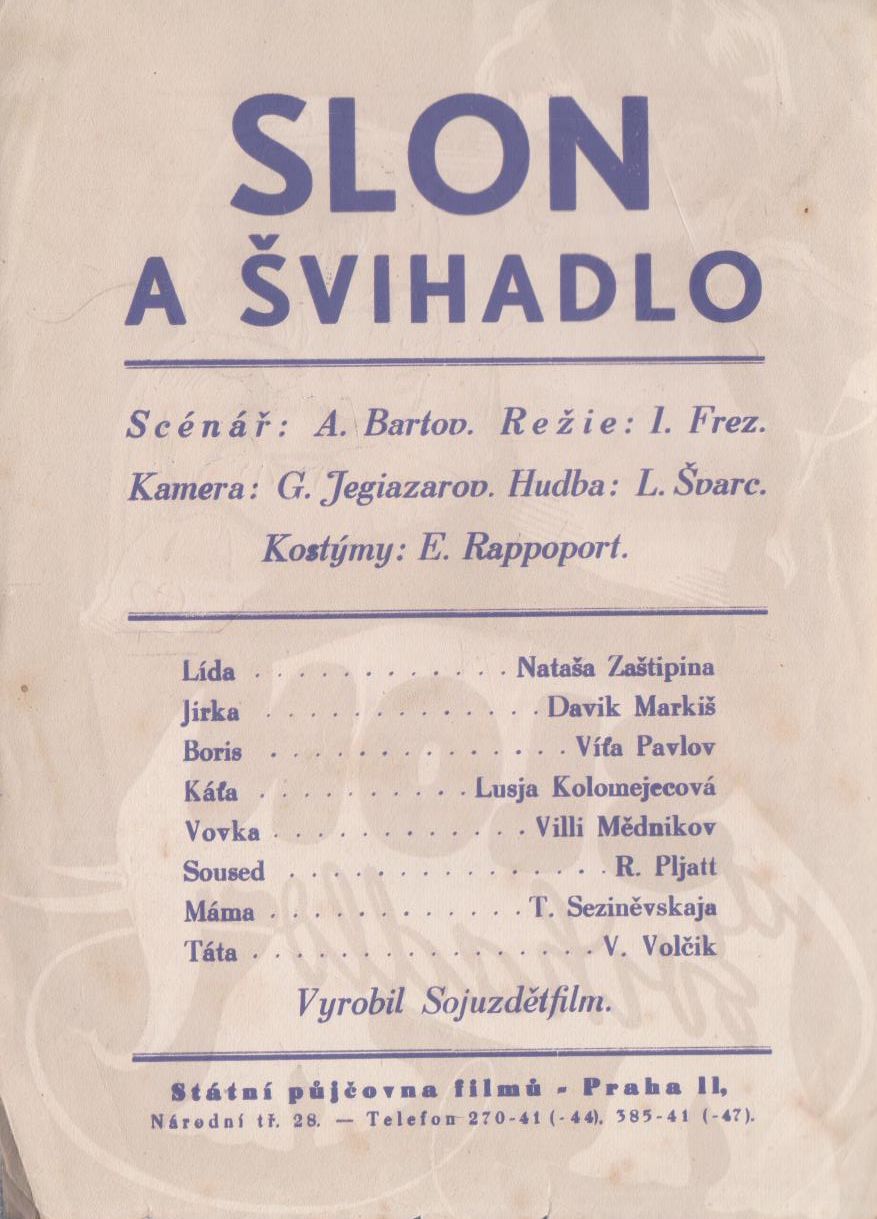 SLON
A ŠVIHADLO
Scénář: A. Bartov. Režie: I. Frez.
Kamera: G. Jegiazarov. Hudba: L. Švarc.
Kostýmy: E. Rappoport.
Lída . . . . . . . . . . . . Nataša Zaštipina
Jirka . . . . . . . . . . . . . Davik Markiš
Boris . . . . . . . . . . . . . . Víťa Pavlov
Káťa . . . . . . . . . . Lusja Kolomejecová
Vovka . . . . . . . . . . . . Villi Mědnikov
Soused . . . . . . . . . . . . . . . R. Pljatt
Máma . . . . . . . . . . . . T. Seziněvskaja
Táta . . . . . . . . . . . . . . . . V. Volčik
Vyrobil Sojuzdětfilm.
Státní půjčovna filmů - Praha II,
Národní tř. 28. — Telefon 270-41 (-44), 385-41 (-47).